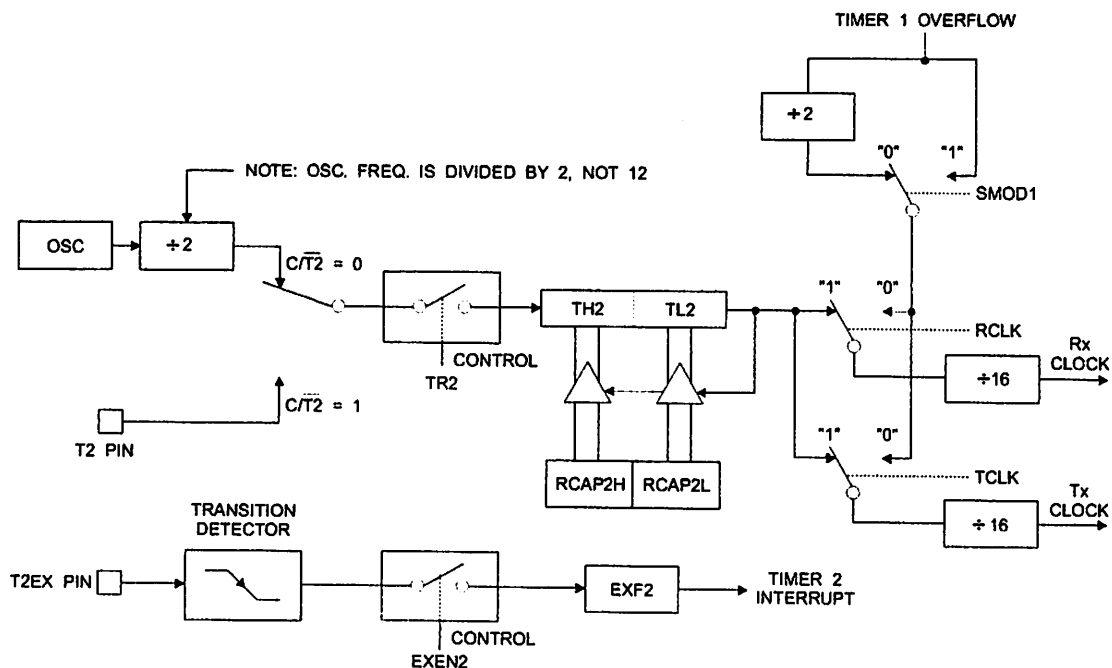 TIMER 1 OVERFLOW
÷2
"0" "1"
NOTE: OSC. FREQ. IS DIVIDED BY 2, NOT 12
SMOD1
OSC
÷2
C/T̅2̅ = 0
TH2
TL2
"1" "0"
RCLK
CONTROL
TR2
Rx
CLOCK
÷16
C/T̅2̅ = 1
T2 PIN
"1" "0"
RCAP2H
RCAP2L
TCLK
TRANSITION
DETECTOR
Tx
CLOCK
÷16
T2EX PIN
EXF2
TIMER 2
INTERRUPT
CONTROL
EXEN2